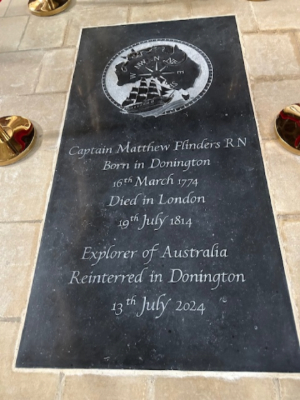 N
W E
S
Captain Matthew Flinders RN
Born in Donington
16th March 1774
Died in London
19th July 1814
Explorer of Australia
Reinterred in Donington
13th July 2024